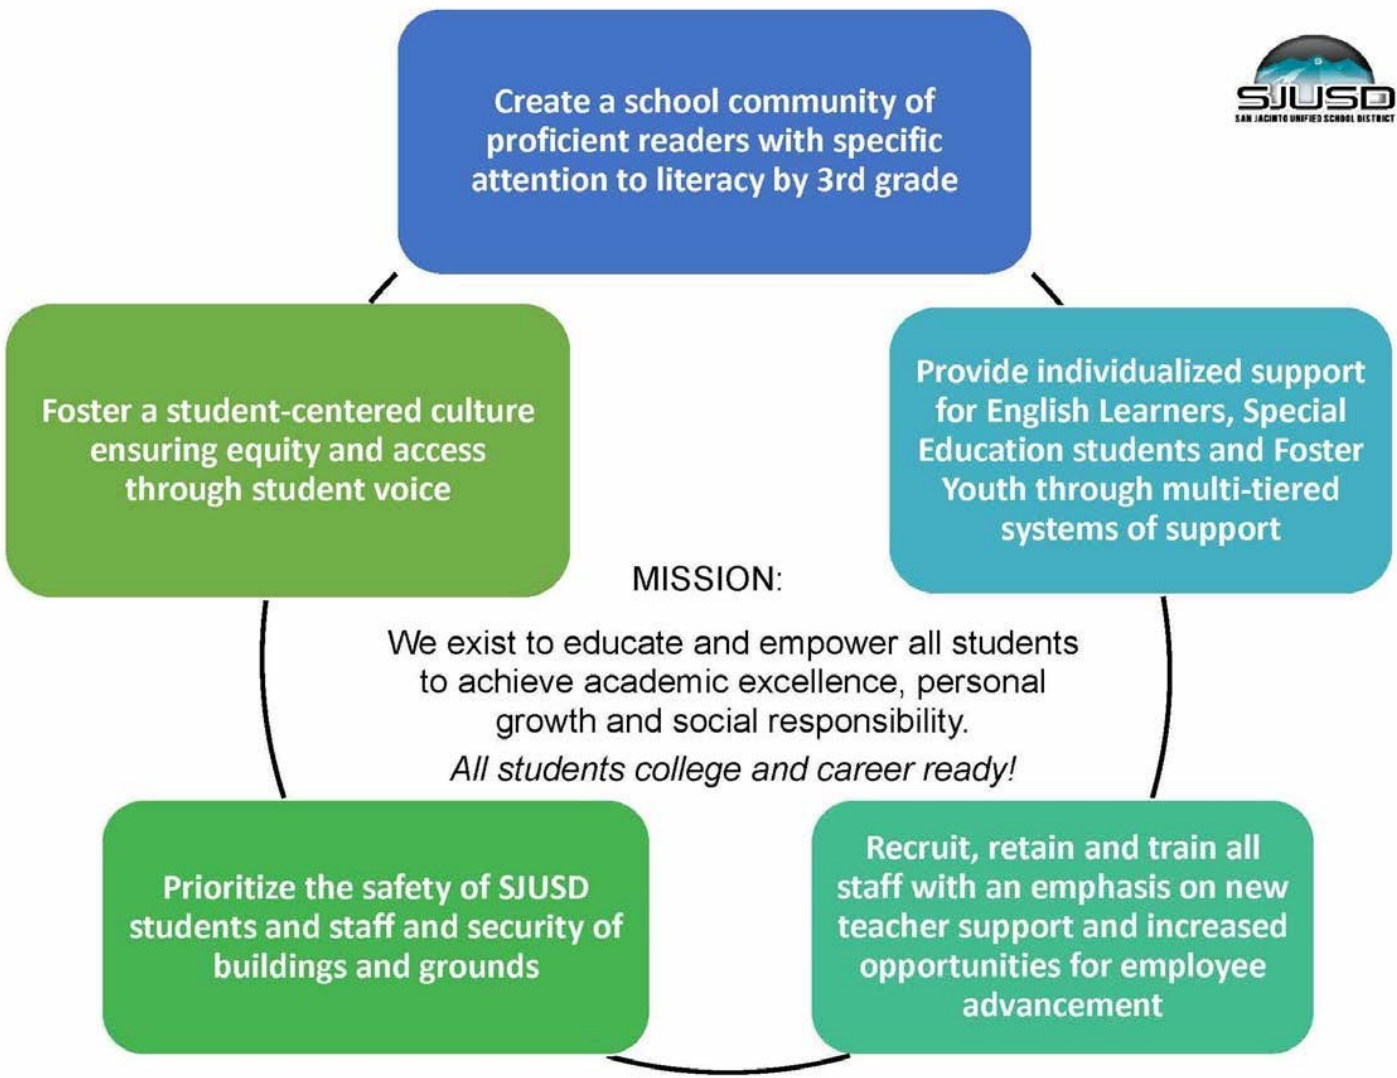 Create a school community of
proficient readers with specific
attention to literacy by 3rd grade
SJUSD
SAN JACINTO UNIFIED SCHOOL DISTRICT
Foster a student-centered culture
ensuring equity and access
through student voice
Provide individualized support
for English Learners, Special
Education students and Foster
Youth through multi-tiered
systems of support
MISSION:
We exist to educate and empower all students
to achieve academic excellence, personal
growth and social responsibility.
All students college and career ready!
Prioritize the safety of SJUSD
students and staff and security of
buildings and grounds
Recruit, retain and train all
staff with an emphasis on new
teacher support and increased
opportunities for employee
advancement